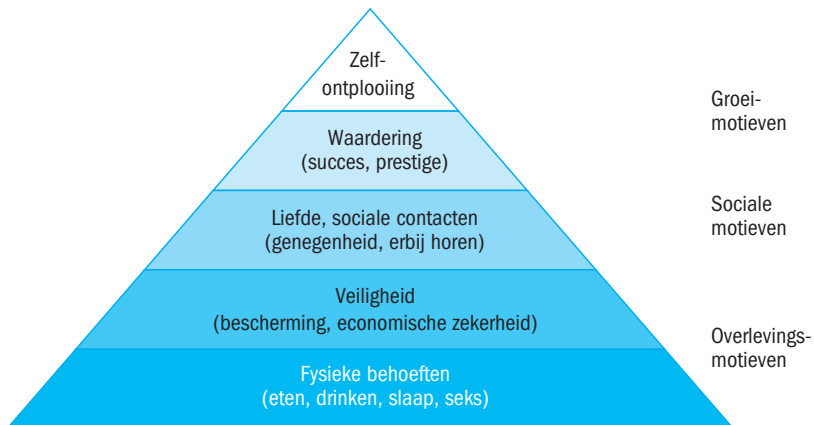 Zelf-
ontplooiing
Groei-
motieven
Waardering
(succes, prestige)
Liefde, sociale contacten
(genegenheid, erbij horen)
Sociale
motieven
Veiligheid
(bescherming, economische zekerheid)
Overlevings-
motieven
Fysieke behoeften
(eten, drinken, slaap, seks)